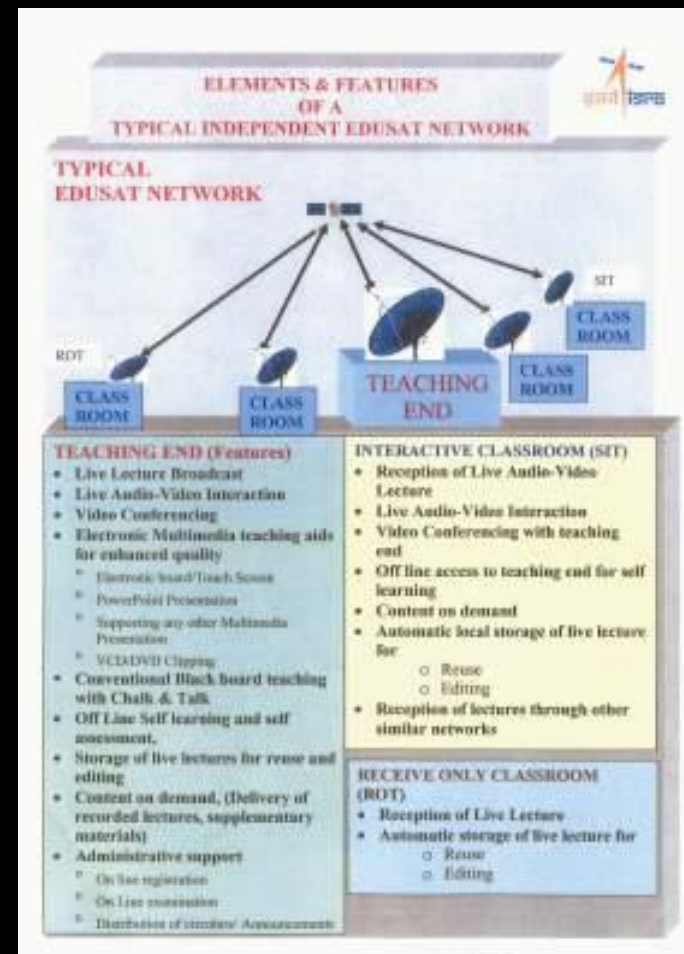 ELEMENTS & FEATURES
OF A
TYPICAL INDEPENDENT EDUSAT NETWORK
इसरो isro
TYPICAL
EDUSAT NETWORK
SIT
CLASS
ROOM
ROT
CLASS
ROOM
CLASS
ROOM
TEACHING
END
CLASS
ROOM
TEACHING END (Features)
• Live Lecture Broadcast
• Live Audio-Video Interaction
• Video Conferencing
• Electronic Multimedia teaching aids
for enhanced quality
Electronic board/Touch Screen
PowerPoint Presentation
Supporting any other Multimedia
Presentation
VCD/DVD Clipping
• Conventional Black board teaching
with Chalk & Talk
• Off Line Self learning and self
assessment,
• Storage of live lectures for reuse and
editing
• Content on demand, (Delivery of
recorded lectures, supplementary
materials)
• Administrative support
On line registration
On Line examination
Distribution of circulars/ Announcements
INTERACTIVE CLASSROOM (SIT)
• Reception of Live Audio-Video
Lecture
• Live Audio-Video Interaction
• Video Conferencing with teaching
end
• Off line access to teaching end for self
learning
• Content on demand
• Automatic local storage of live lecture
for
o Reuse
o Editing
• Reception of lectures through other
similar networks
RECEIVE ONLY CLASSROOM
(ROT)
• Reception of Live Lecture
• Automatic storage of live lecture for
o Reuse
o Editing